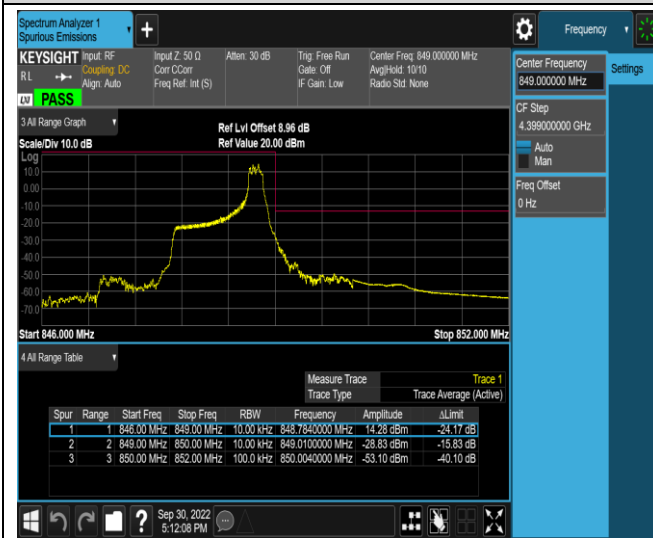 Spectrum Analyzer 1
Spurious Emissions
Frequency
KEYSIGHT Input: RF Input Z: 50 Ω Atten: 30 dB Trig: Free Run Center Freq: 849.000000 MHz
RL Coupling: DC Corr CCorr Gate: Off Avg|Hold: 10/10
Align: Auto Freq Ref: Int (S) IF Gain: Low Radio Std: None
LXI PASS
Center Frequency
849.000000 MHz
Settings
CF Step
4.399000000 GHz
Auto
Man
Freq Offset
0 Hz
3 All Range Graph
Ref Lvl Offset 8.96 dB
Scale/Div 10.0 dB Ref Value 20.00 dBm
Log
10.0
0.00
-10.0
-20.0
-30.0
-40.0
-50.0
-60.0
-70.0
Start 846.000 MHz Stop 852.000 MHz
4 All Range Table
Measure Trace Trace 1
Trace Type Trace Average (Active)
Spur Range Start Freq Stop Freq RBW Frequency Amplitude ΔLimit
1 1 846.00 MHz 849.00 MHz 10.00 kHz 848.7840000 MHz 14.28 dBm -24.17 dB
2 2 849.00 MHz 850.00 MHz 10.00 kHz 849.0100000 MHz -28.83 dBm -15.83 dB
3 3 850.00 MHz 852.00 MHz 100.0 kHz 850.0040000 MHz -53.10 dBm -40.10 dB
Sep 30, 2022
5:12:08 PM